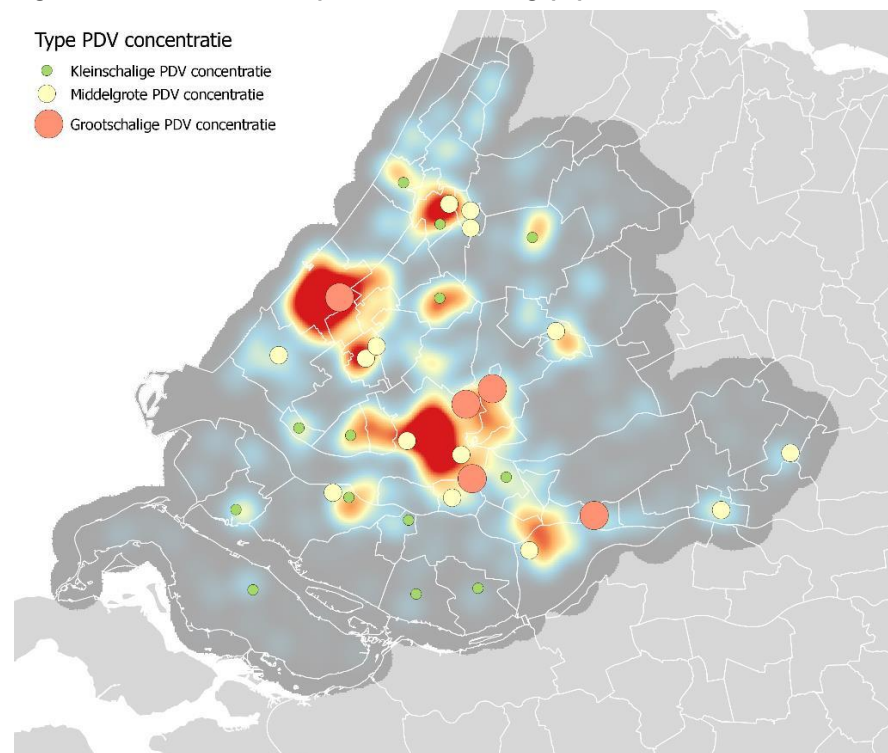 Type PDV concentratie
Kleinschalige PDV concentratie
Middelgrote PDV concentratie
Grootschalige PDV concentratie